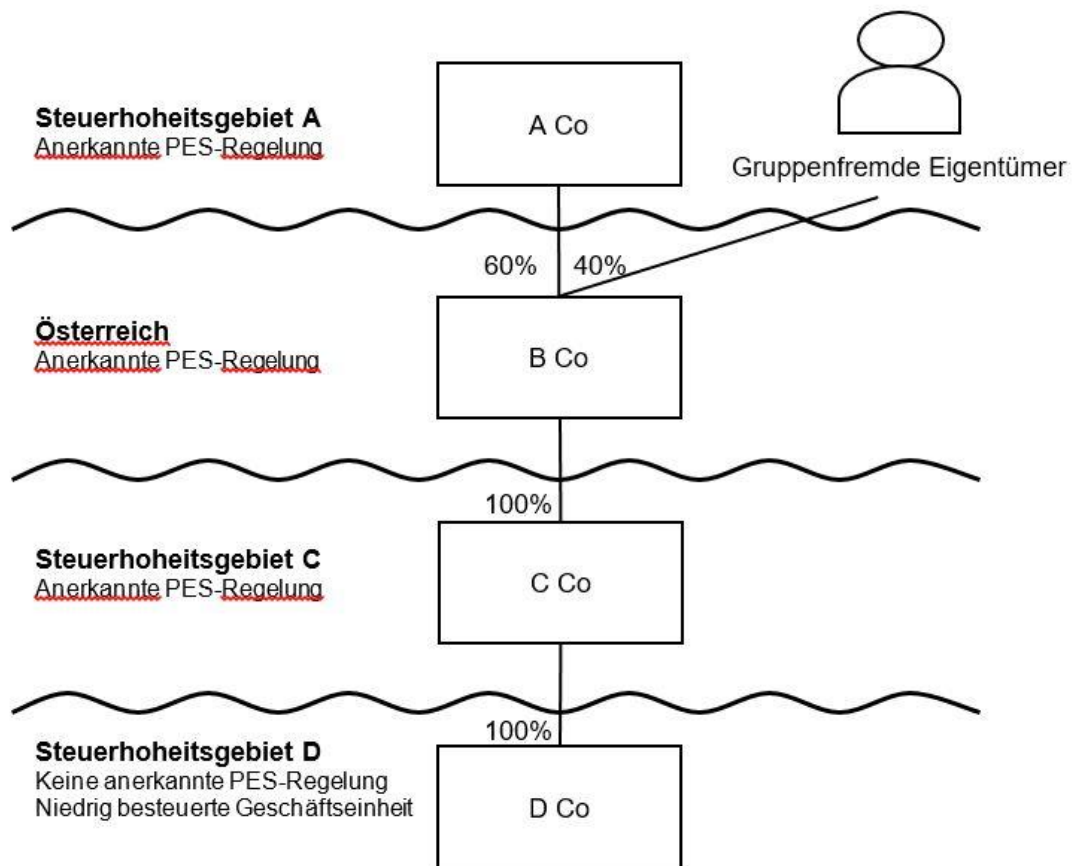 Steuerhoheitsgebiet A
Anerkannte PES-Regelung
A Co
Gruppenfremde Eigentümer
60%
40%
Österreich
Anerkannte PES-Regelung
B Co
100%
Steuerhoheitsgebiet C
Anerkannte PES-Regelung
C Co
100%
Steuerhoheitsgebiet D
Keine anerkannte PES-Regelung
Niedrig besteuerte Geschäftseinheit
D Co